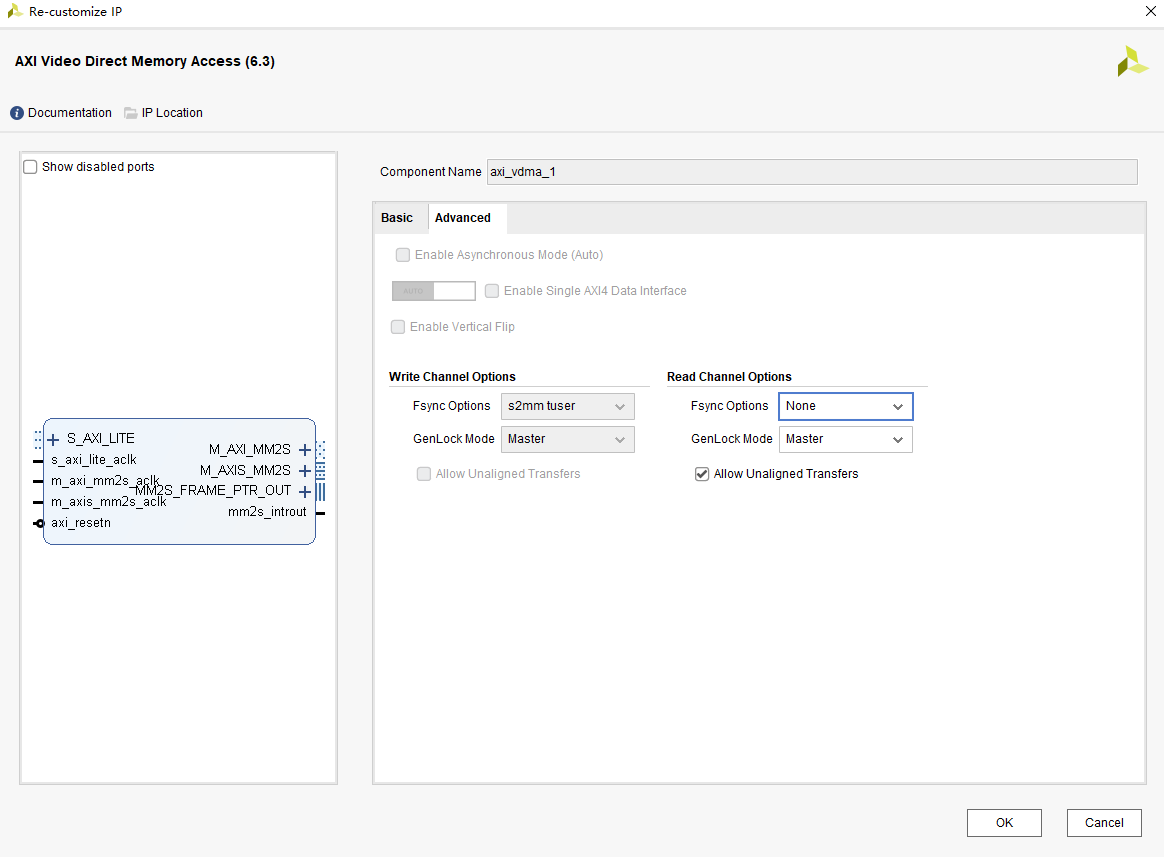 Re-customize IP
AXI Video Direct Memory Access (6.3)
Documentation IP Location
Show disabled ports
S_AXI_LITE
s_axi_lite_aclk
m_axi_mm2s_aclk
m_axis_mm2s_aclk
axi_resetn
M_AXI_MM2S
M_AXIS_MM2S
MM2S_FRAME_PTR_OUT
mm2s_introut
Component Name axi_vdma_1
Basic Advanced
Enable Asynchronous Mode (Auto)
AUTO Enable Single AXI4 Data Interface
Enable Vertical Flip
Write Channel Options
Fsync Options s2mm tuser
GenLock Mode Master
Allow Unaligned Transfers
Read Channel Options
Fsync Options None
GenLock Mode Master
Allow Unaligned Transfers
OK Cancel